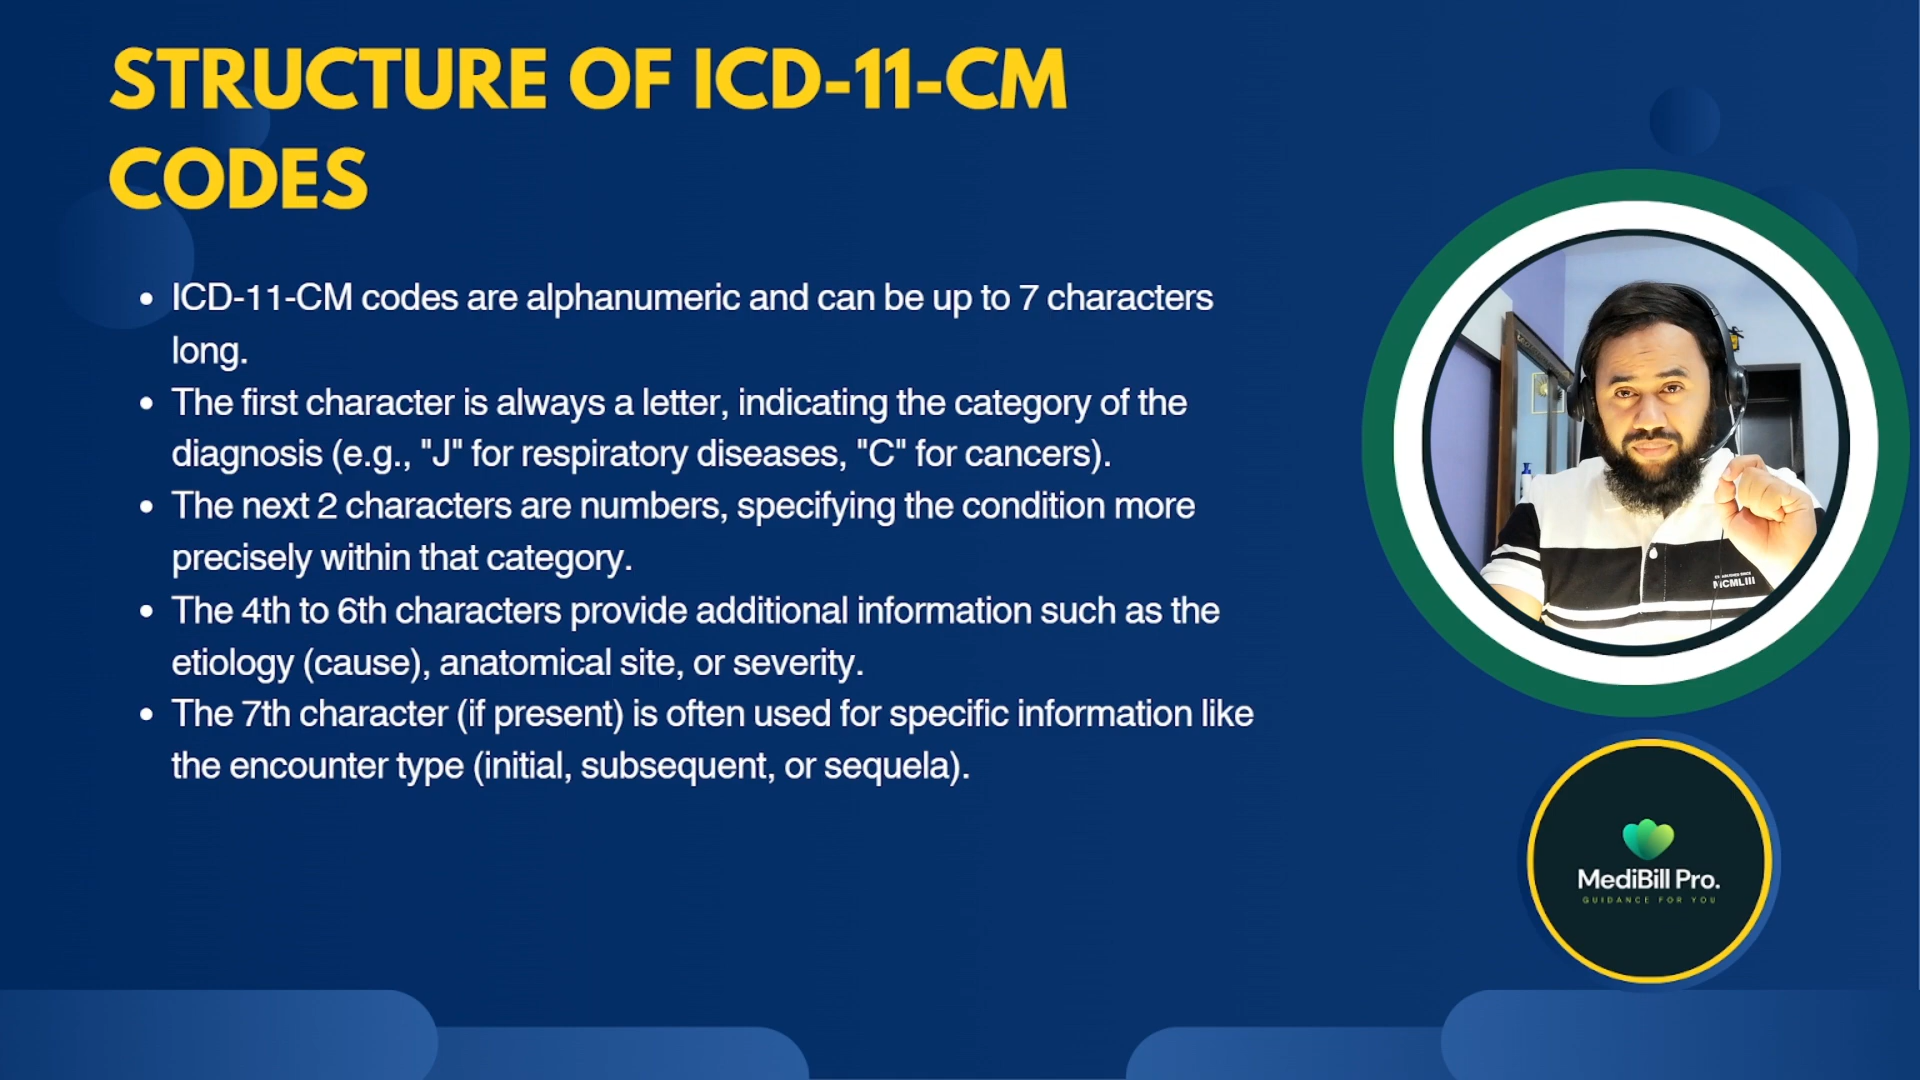 STRUCTURE OF ICD-11-CM
CODES
• ICD-11-CM codes are alphanumeric and can be up to 7 characters
long.
• The first character is always a letter, indicating the category of the
diagnosis (e.g., "J" for respiratory diseases, "C" for cancers).
• The next 2 characters are numbers, specifying the condition more
precisely within that category.
• The 4th to 6th characters provide additional information such as the
etiology (cause), anatomical site, or severity.
• The 7th character (if present) is often used for specific information like
the encounter type (initial, subsequent, or sequela).
MediBill Pro.
GUIDANCE FOR YOU